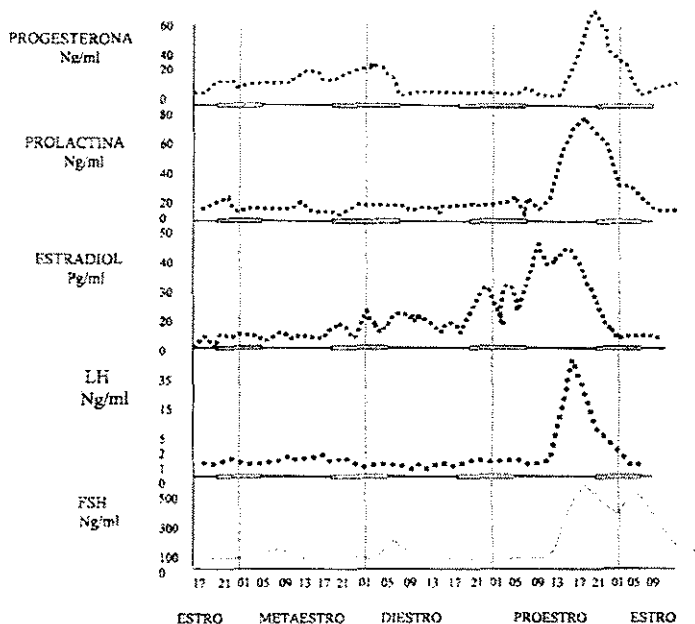 PROGESTERONA
Ng/ml
60
40
20
0
PROLACTINA
Ng/ml
80
60
20
0
ESTRADIOL
Pg/ml
50
40
30
20
0
LH
Ng/ml
35
15
5
2
1
0
FSH
Ng/ml
500
300
100
0
17 21 01 05 09 13 17 21 01 05 09 13 17 21 01 05 09 13 17 21 01 05 09
ESTRO METAESTRO DIESTRO PROESTRO ESTRO